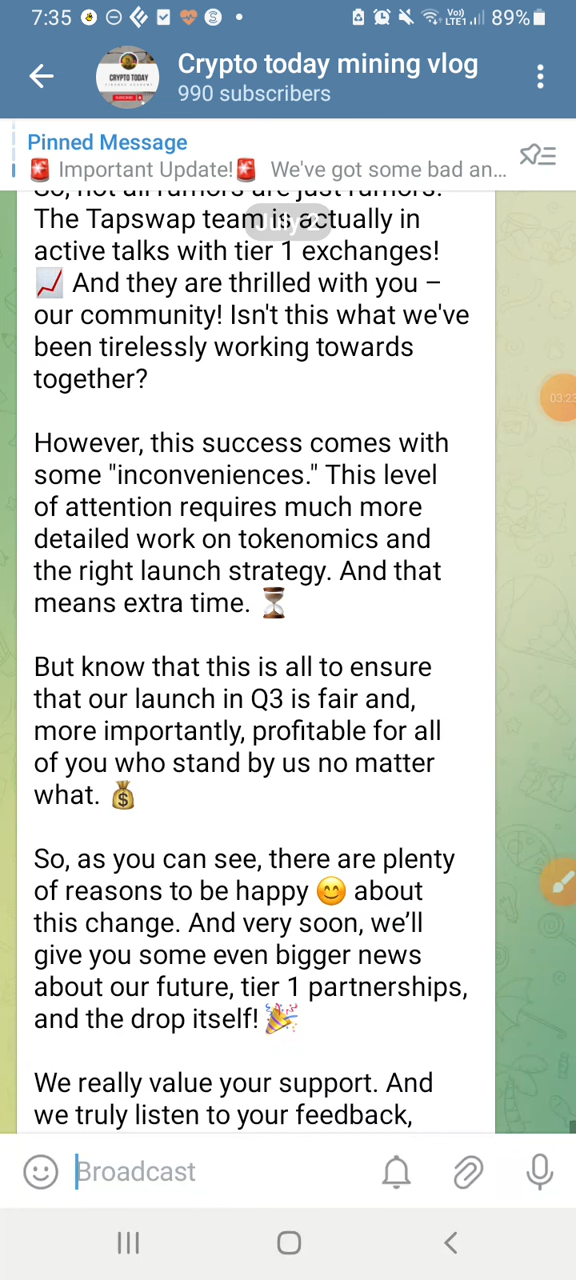 7:35
Vo))
LTE1
89%
Crypto today mining vlog
990 subscribers
CRYPTO TODAY
Pinned Message
🚨 Important Update!🚨 We've got some bad an...
So, not all rumors are just rumors.
The Tapswap team is actually in
active talks with tier 1 exchanges!
📈 And they are thrilled with you –
our community! Isn't this what we've
been tirelessly working towards
together?
03:23
However, this success comes with
some "inconveniences." This level
of attention requires much more
detailed work on tokenomics and
the right launch strategy. And that
means extra time. ⏳
But know that this is all to ensure
that our launch in Q3 is fair and,
more importantly, profitable for all
of you who stand by us no matter
what. 💰
So, as you can see, there are plenty
of reasons to be happy 😊 about
this change. And very soon, we’ll
give you some even bigger news
about our future, tier 1 partnerships,
and the drop itself! 🎉
We really value your support. And
we truly listen to your feedback,
Broadcast